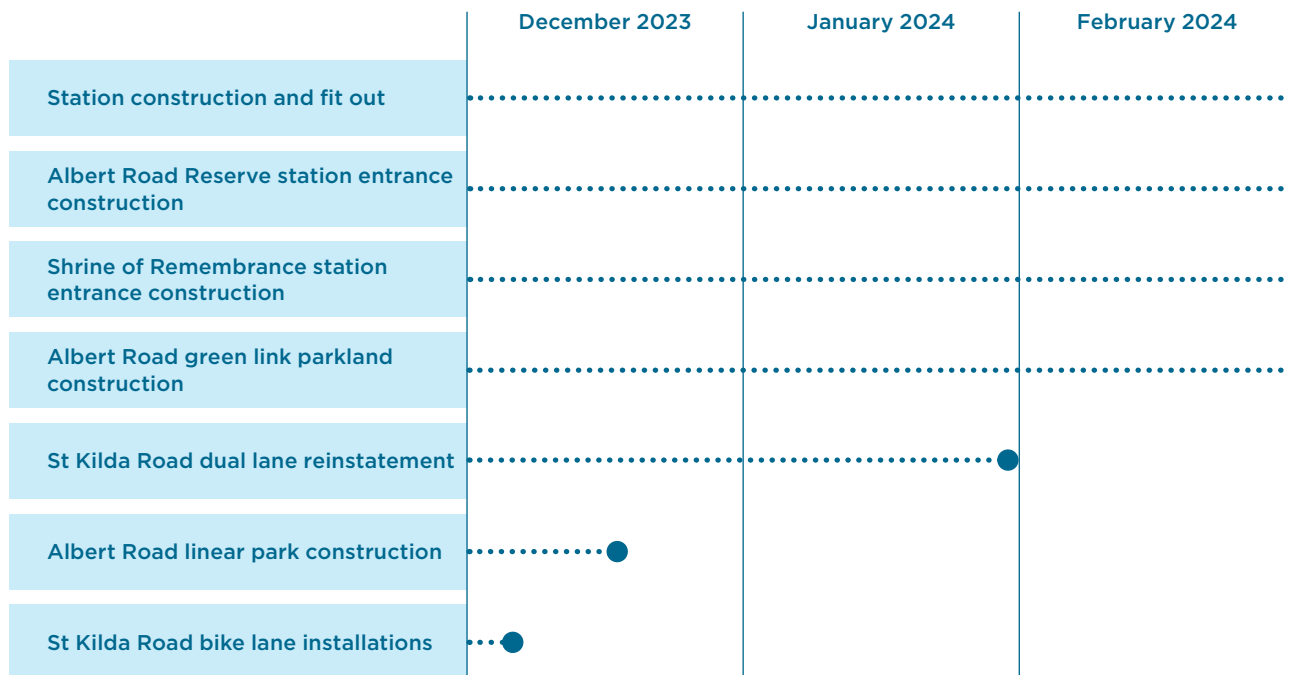 December 2023
January 2024
February 2024
Station construction and fit out
Albert Road Reserve station entrance
construction
Shrine of Remembrance station
entrance construction
Albert Road green link parkland
construction
St Kilda Road dual lane reinstatement
Albert Road linear park construction
St Kilda Road bike lane installations